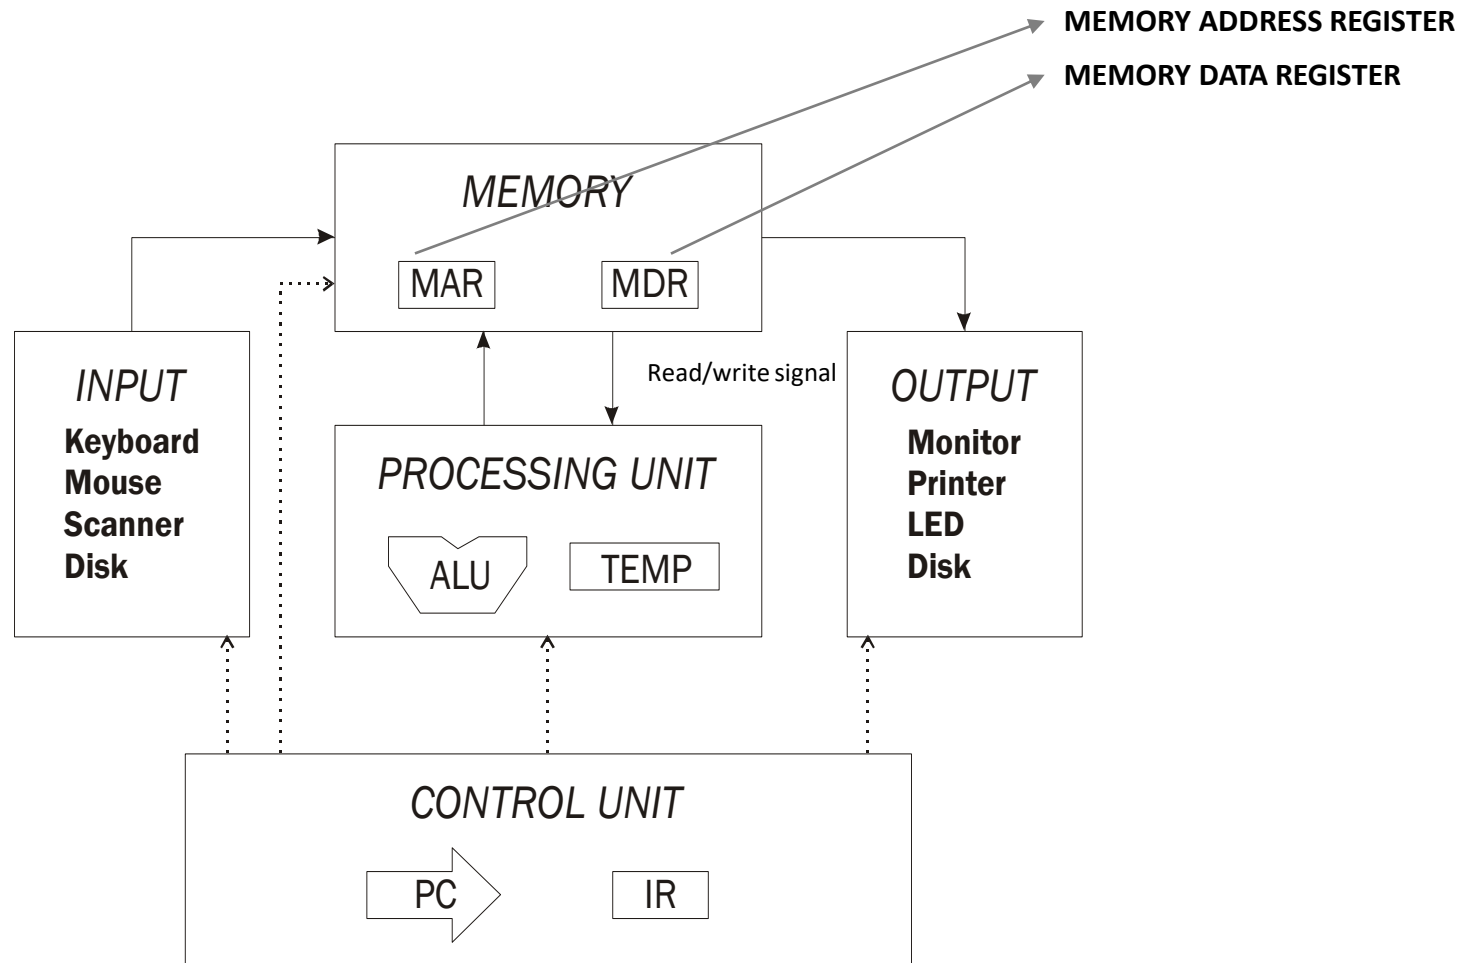 MEMORY ADDRESS REGISTER
MEMORY DATA REGISTER
MEMORY
MAR
MDR
INPUT
Keyboard
Mouse
Scanner
Disk
Read/write signal
OUTPUT
Monitor
Printer
LED
Disk
PROCESSING UNIT
ALU
TEMP
CONTROL UNIT
PC
IR